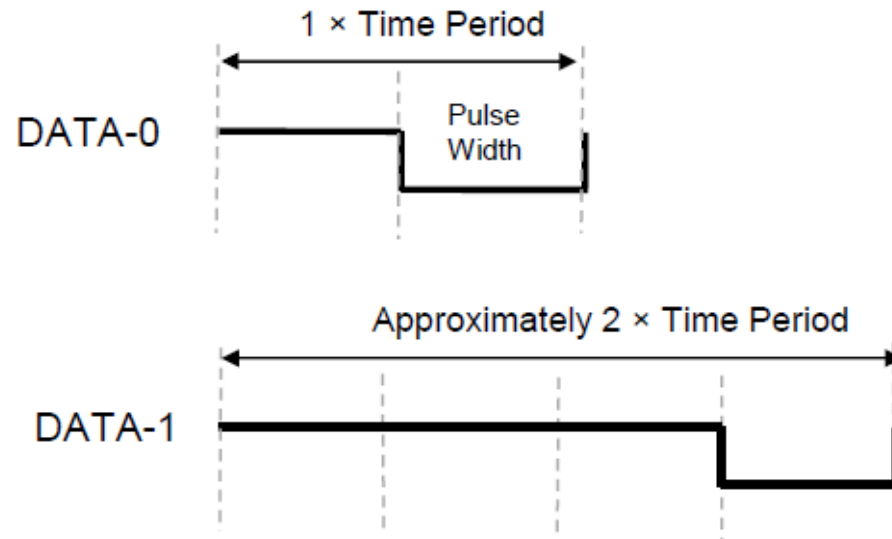 1 × Time Period
DATA-0
Pulse
Width
Approximately 2 × Time Period
DATA-1